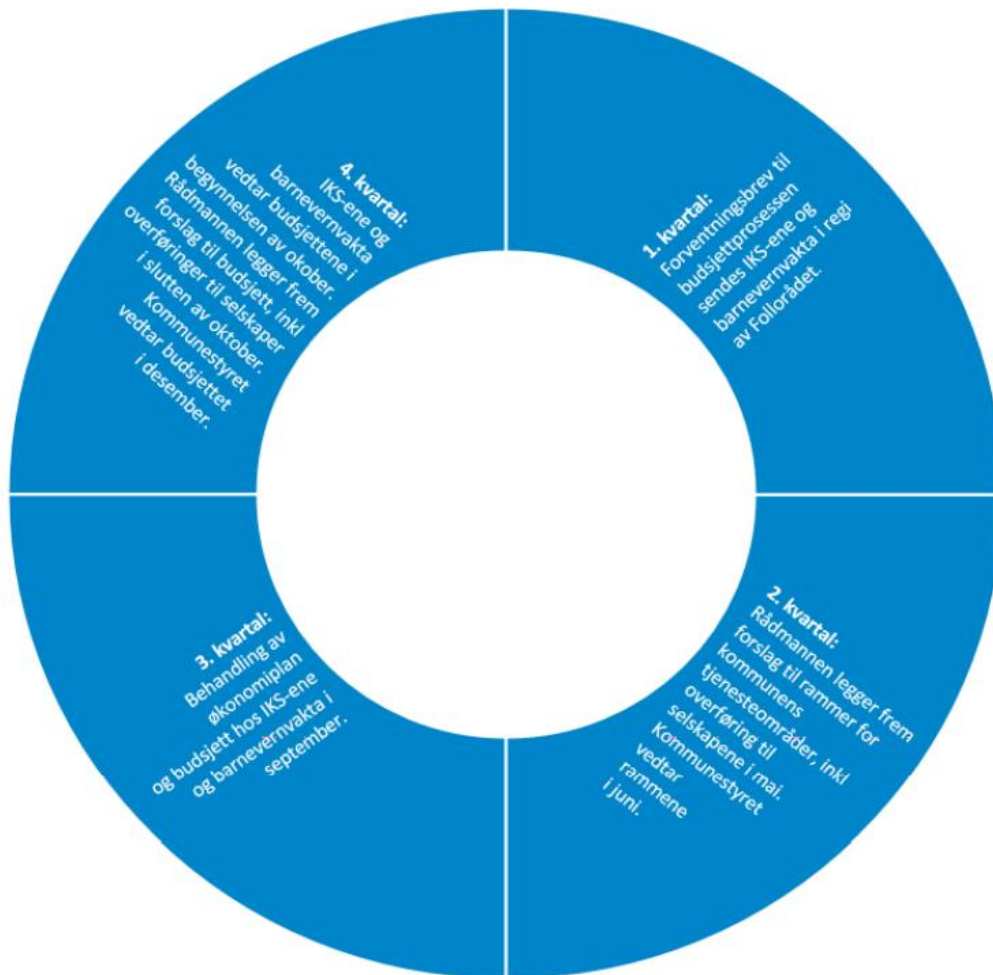 1. kvartal:
Forventningsbrev til
budsjettprosessen
sendes IKS-ene og
barnevernvakta i regi
av Follorådet.
2. kvartal:
Rådmannen legger frem
forslag til rammer for
kommunens
tjenesteområder, inkl
overføring til
selskapene i mai.
Kommunestyret
vedtar
rammene
i juni.
3. kvartal:
Behandling av
økonomiplan
og budsjett hos IKS-ene
og barnevernvakta i
september.
4. kvartal:
IKS-ene og
barnevernvakta
vedtar budsjettene i
begynnelsen av okober.
Rådmannen legger frem
forslag til budsjett, inkl
overføringer til selskaper
i slutten av oktober.
Kommunestyret
vedtar budsjettet
i desember.